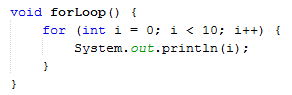 void forLoop() {
    for (int i = 0; i < 10; i++) {
        System.out.println(i);
    }
}